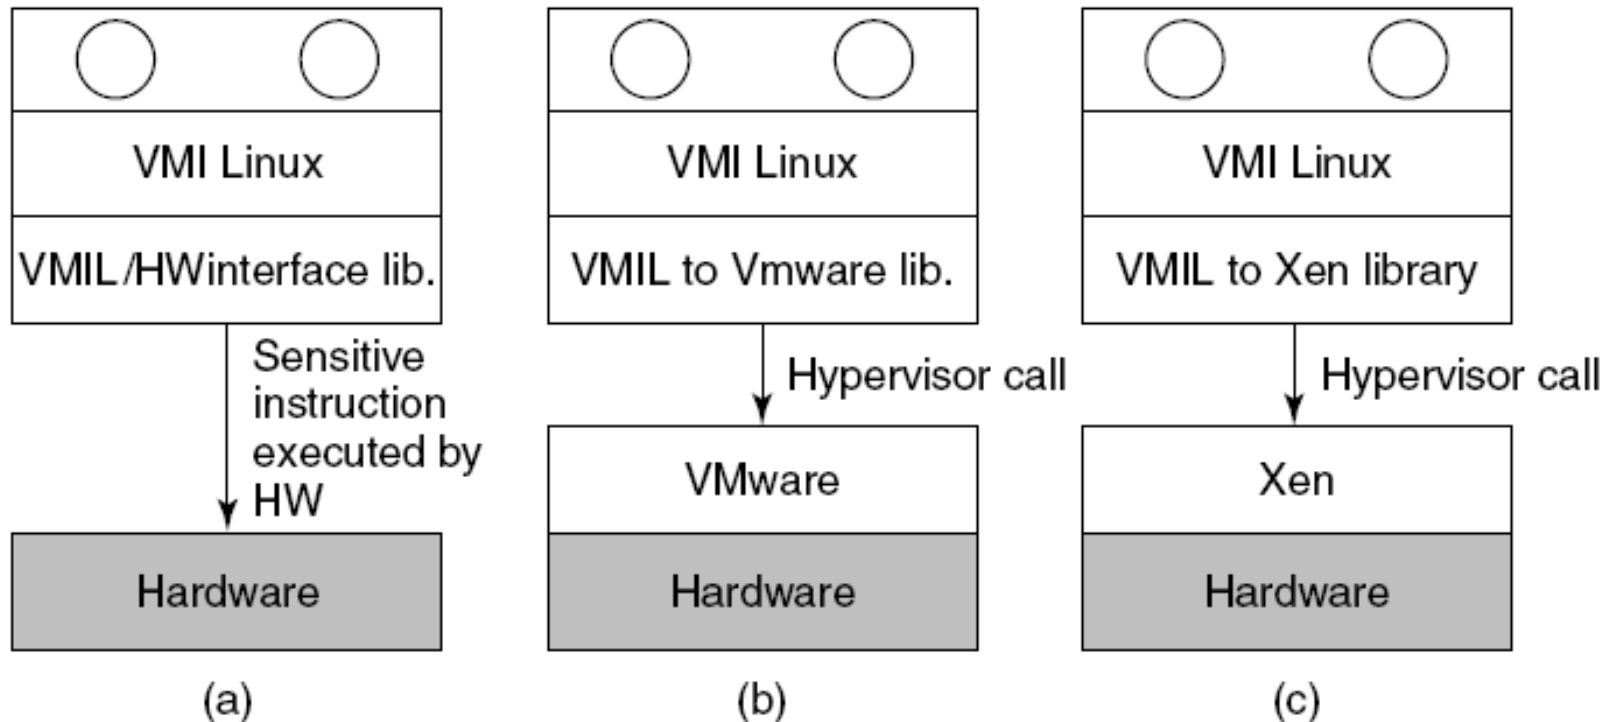 VMI Linux
VMIL/HWinterface lib.
Sensitive
instruction
executed by
HW
Hardware
(a)
VMI Linux
VMIL to Vmware lib.
Hypervisor call
VMware
Hardware
(b)
VMI Linux
VMIL to Xen library
Hypervisor call
Xen
Hardware
(c)